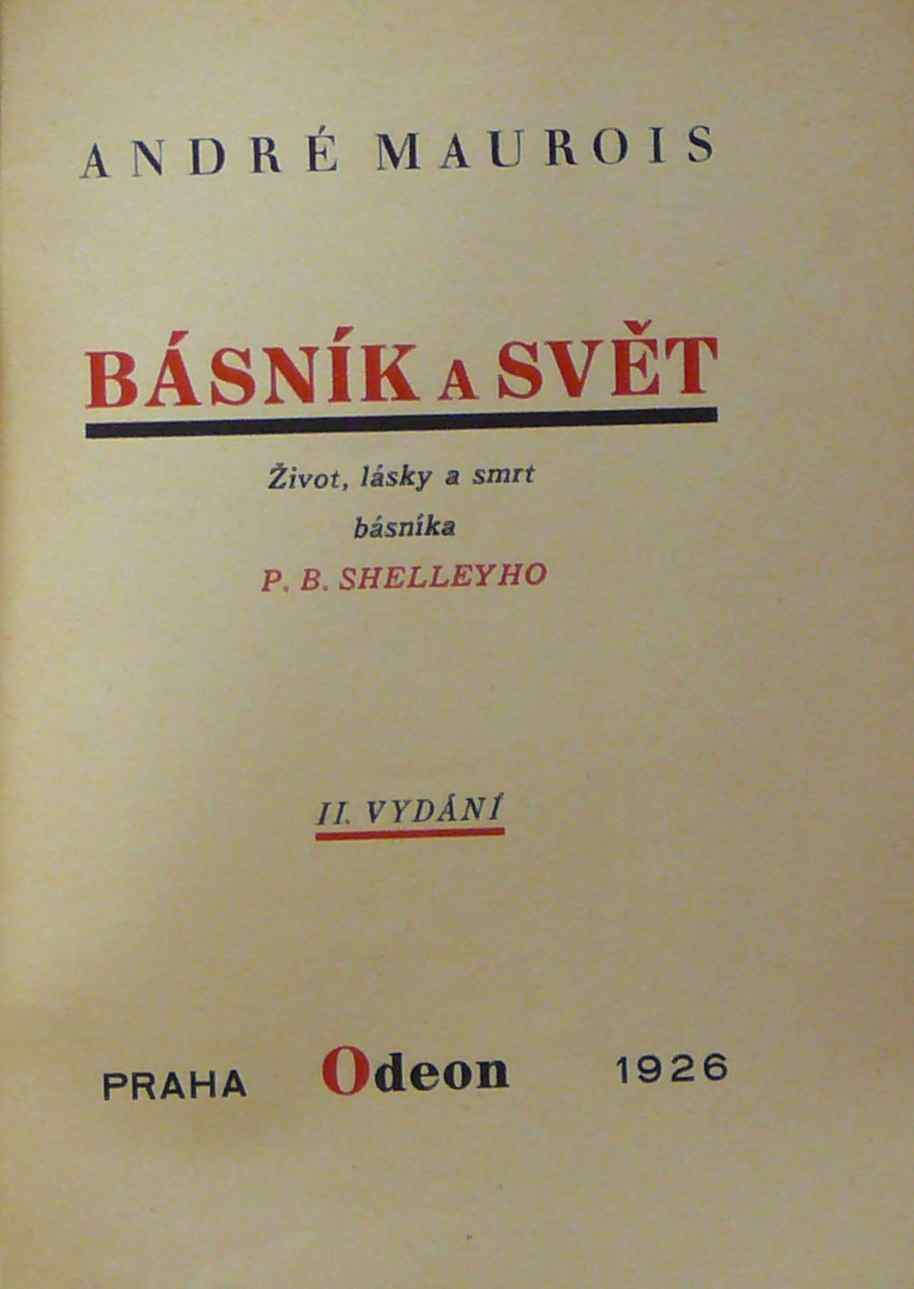 ANDRÉ MAUROIS
BÁSNÍK A SVĚT
Život, lásky a smrt
básníka
P. B. SHELLEYHO
II. VYDÁNÍ
PRAHA Odeon 1926